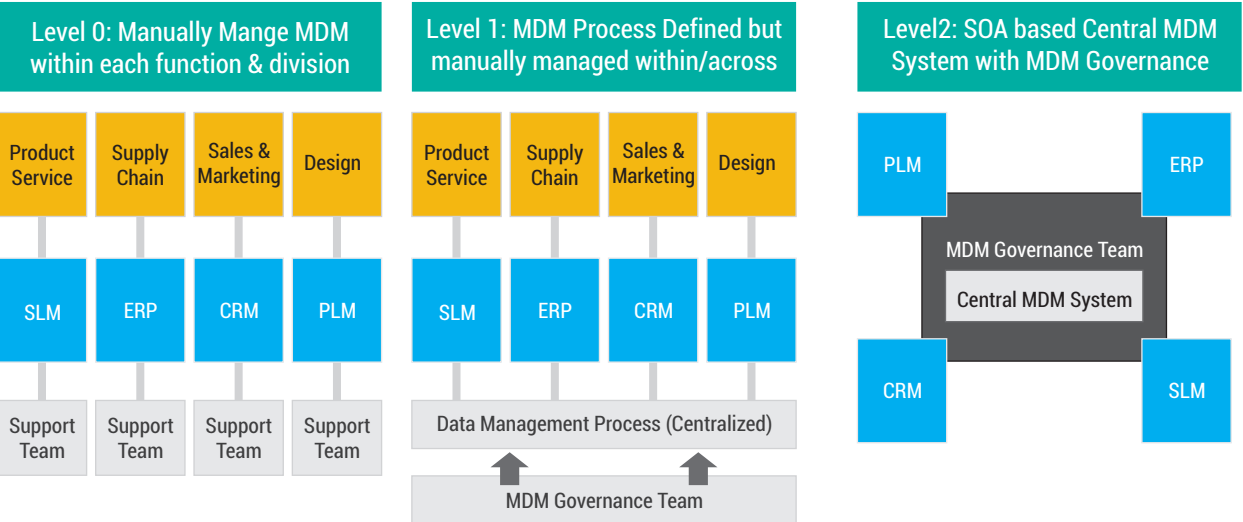 Level 0: Manually Mange MDM
within each function & division
Product
Service
Supply
Chain
Sales &
Marketing
Design
SLM
ERP
CRM
PLM
Support
Team
Support
Team
Support
Team
Support
Team
Level 1: MDM Process Defined but
manually managed within/across
Product
Service
Supply
Chain
Sales &
Marketing
Design
SLM
ERP
CRM
PLM
Data Management Process (Centralized)
MDM Governance Team
Level2: SOA based Central MDM
System with MDM Governance
PLM
ERP
MDM Governance Team
Central MDM System
CRM
SLM